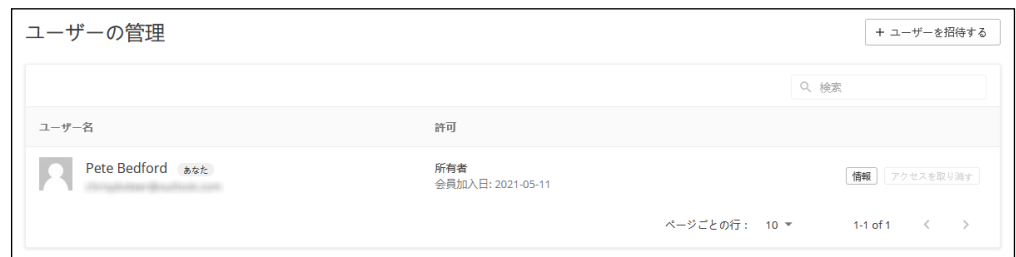 ユーザーの管理
+ ユーザーを招待する
検索
ユーザー名 許可
Pete Bedford あなた 所有者
会員加入日: 2021-05-11
情報 アクセスを取り消す
ページごとの行： 10 1-1 of 1